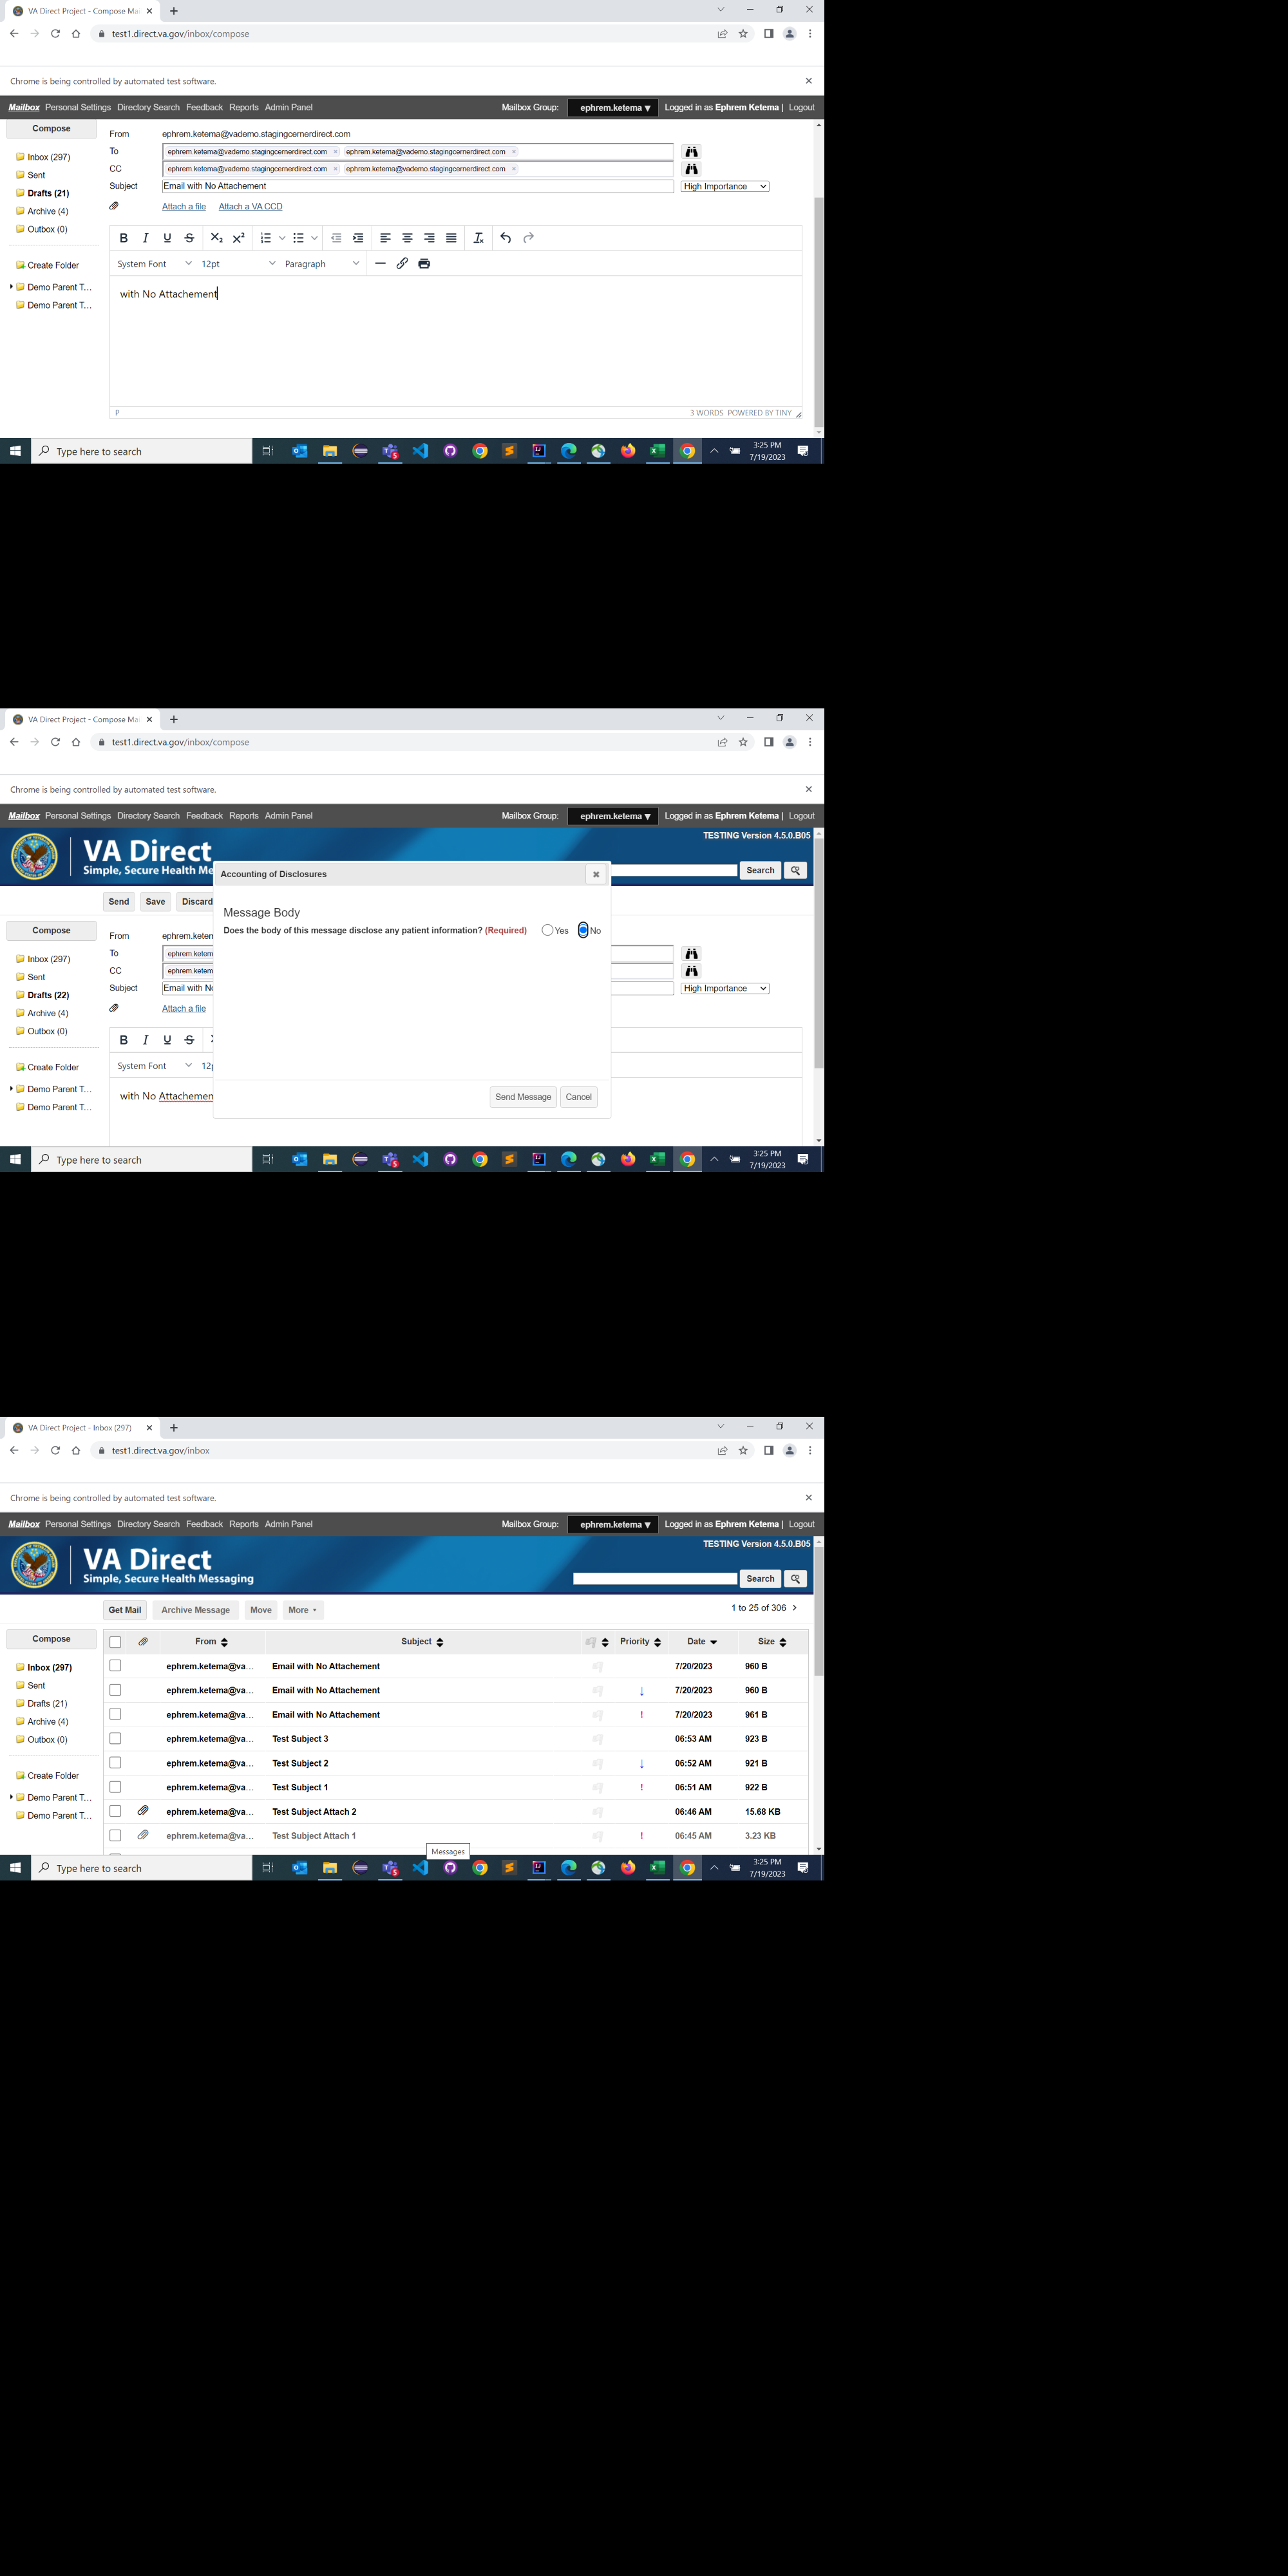 VA Direct Project - Compose Ma
test1.direct.va.gov/inbox/compose
Chrome is being controlled by automated test software.
Mailbox Personal Settings Directory Search Feedback Reports Admin Panel Mailbox Group: ephrem.ketema ▼ Logged in as Ephrem Ketema | Logout
Compose
From ephrem.ketema@vademo.stagingcernerdirect.com
To ephrem.ketema@vademo.stagingcernerdirect.com × ephrem.ketema@vademo.stagingcernerdirect.com ×
Inbox (297)
CC ephrem.ketema@vademo.stagingcernerdirect.com × ephrem.ketema@vademo.stagingcernerdirect.com ×
Sent
Subject Email with No Attachement High Importance
Drafts (21)
Attach a file Attach a VA CCD
Archive (4)
Outbox (0)
Create Folder
System Font 12pt Paragraph
Demo Parent T...
with No Attachement
Demo Parent T...
P 3 WORDS POWERED BY TINY
Type here to search 3:25 PM
7/19/2023
VA Direct Project - Compose Ma
test1.direct.va.gov/inbox/compose
Chrome is being controlled by automated test software.
Mailbox Personal Settings Directory Search Feedback Reports Admin Panel Mailbox Group: ephrem.ketema ▼ Logged in as Ephrem Ketema | Logout
TESTING Version 4.5.0.B05
VA Direct
Simple, Secure Health Me
Search
Accounting of Disclosures
Send Save Discard
Message Body
Does the body of this message disclose any patient information? (Required) Yes No
Compose
From ephrem.keter
To ephrem.ketem
Inbox (297)
CC ephrem.ketem
Sent
Subject Email with No High Importance
Drafts (22)
Attach a file
Archive (4)
Outbox (0)
Create Folder
System Font 12p
Demo Parent T...
with No Attachemen
Send Message Cancel
Demo Parent T...
Type here to search 3:25 PM
7/19/2023
VA Direct Project - Inbox (297)
test1.direct.va.gov/inbox
Chrome is being controlled by automated test software.
Mailbox Personal Settings Directory Search Feedback Reports Admin Panel Mailbox Group: ephrem.ketema ▼ Logged in as Ephrem Ketema | Logout
TESTING Version 4.5.0.B05
VA Direct
Simple, Secure Health Messaging
Search
Get Mail Archive Message Move More 1 to 25 of 306
Compose
From Subject Priority Date Size
Inbox (297)
ephrem.ketema@va... Email with No Attachement 7/20/2023 960 B
Sent
ephrem.ketema@va... Email with No Attachement ↓ 7/20/2023 960 B
Drafts (21)
ephrem.ketema@va... Email with No Attachement ! 7/20/2023 961 B
Archive (4)
Outbox (0)
ephrem.ketema@va... Test Subject 3 06:53 AM 923 B
ephrem.ketema@va... Test Subject 2 ↓ 06:52 AM 921 B
Create Folder
ephrem.ketema@va... Test Subject 1 ! 06:51 AM 922 B
Demo Parent T...
ephrem.ketema@va... Test Subject Attach 2 06:46 AM 15.68 KB
Demo Parent T...
ephrem.ketema@va... Test Subject Attach 1 ! 06:45 AM 3.23 KB
Messages
Type here to search 3:25 PM
7/19/2023